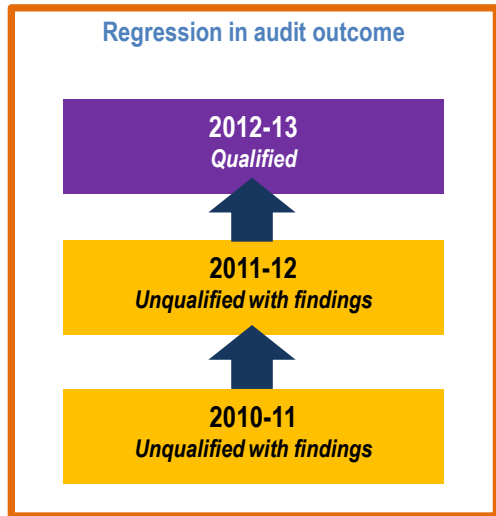 Regression in audit outcome
2012-13
Qualified
2011-12
Unqualified with findings
2010-11
Unqualified with findings